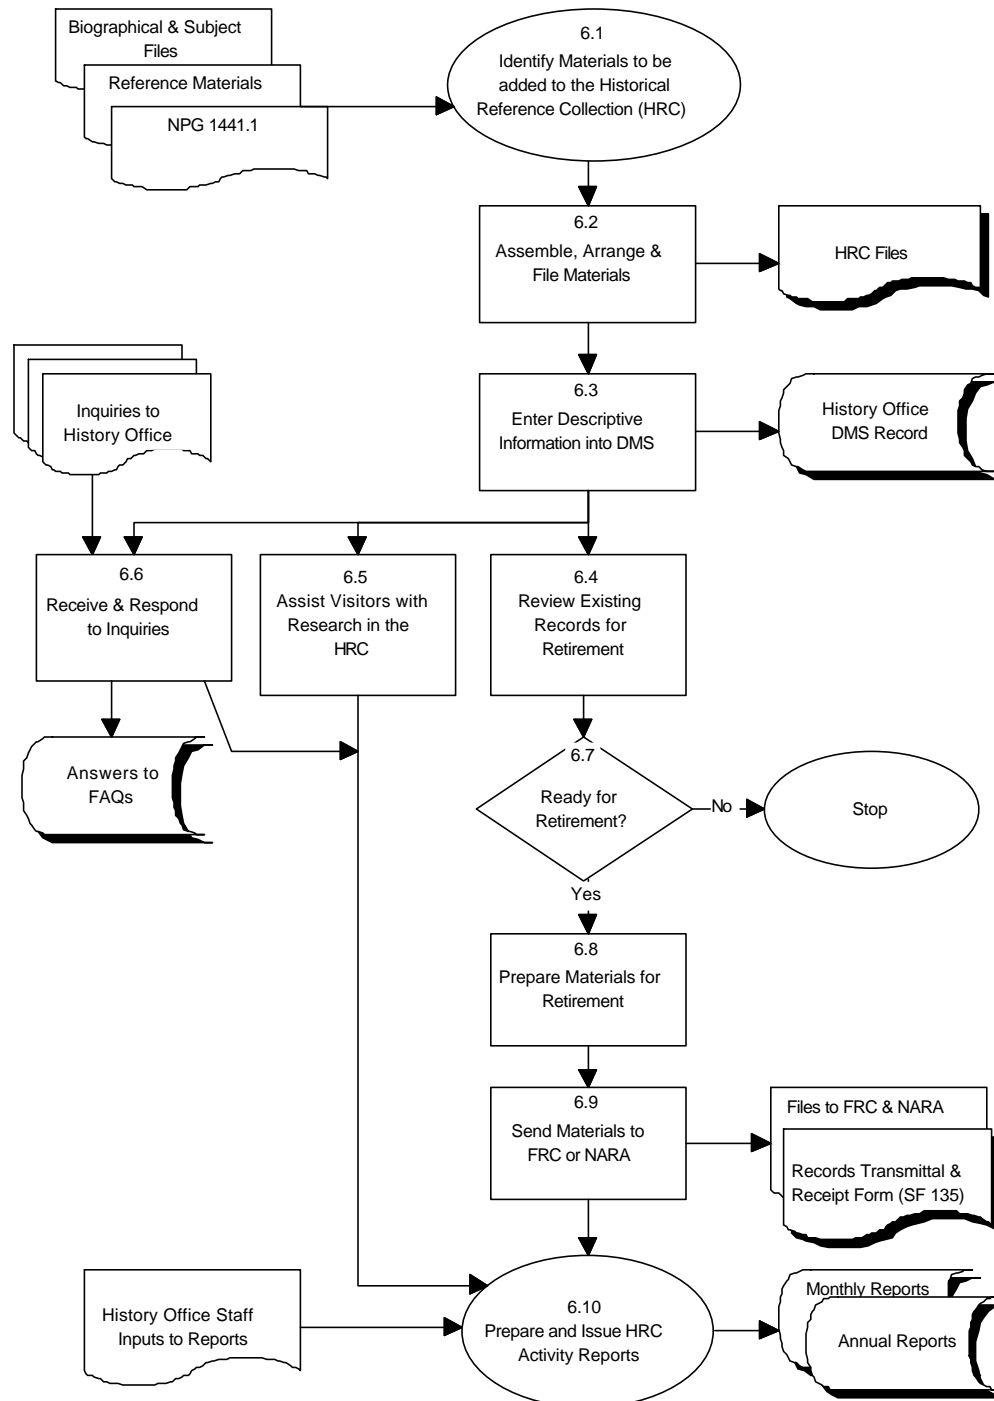 Biographical & Subject
Files
Reference Materials
NPG 1441.1
6.1
Identify Materials to be
added to the Historical
Reference Collection (HRC)
6.2
Assemble, Arrange &
File Materials
HRC Files
6.3
Enter Descriptive
Information into DMS
History Office
DMS Record
Inquiries to
History Office
6.6
Receive & Respond
to Inquiries
6.5
Assist Visitors with
Research in the
HRC
6.4
Review Existing
Records for
Retirement
Answers to
FAQs
6.7
Ready for
Retirement?
No
Stop
Yes
6.8
Prepare Materials for
Retirement
6.9
Send Materials to
FRC or NARA
Files to FRC & NARA
Records Transmittal &
Receipt Form (SF 135)
History Office Staff
Inputs to Reports
6.10
Prepare and Issue HRC
Activity Reports
Monthly Reports
Annual Reports